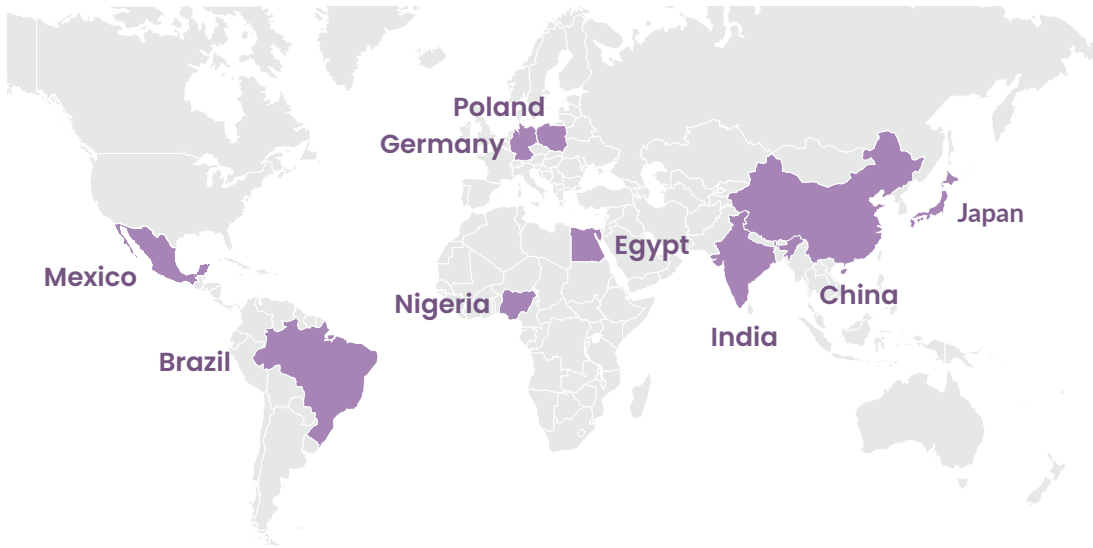 Poland
Germany
Japan
Egypt
Mexico
China
Nigeria
India
Brazil